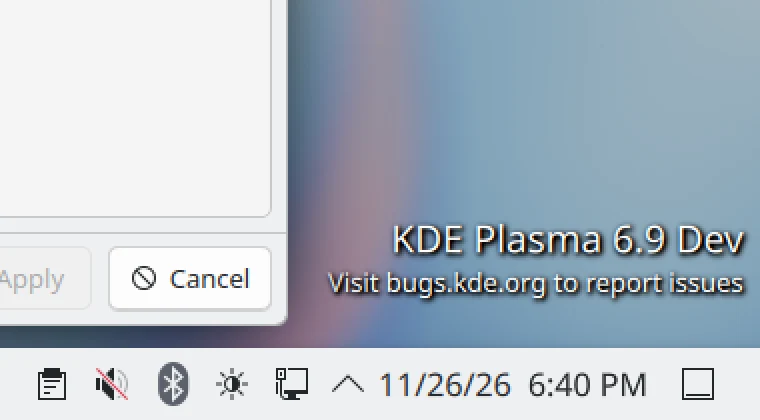 KDE Plasma 6.9 Dev
Visit bugs.kde.org to report issues
Apply
Cancel
11/26/26 6:40 PM